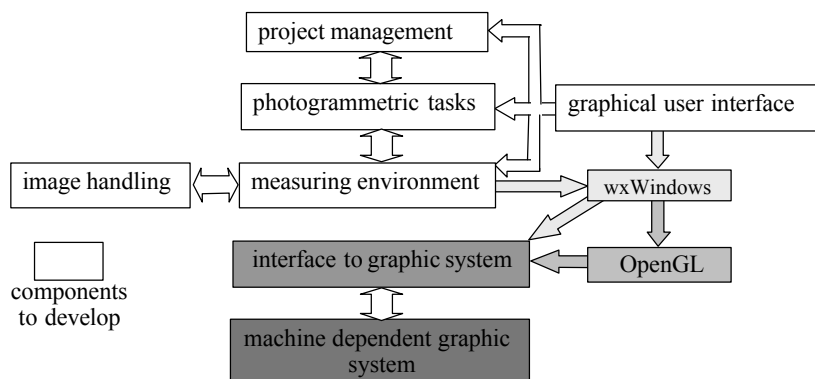 project management
photogrammetric tasks
graphical user interface
image handling
measuring environment
wxWindows
interface to graphic system
OpenGL
components
to develop
machine dependent graphic
system